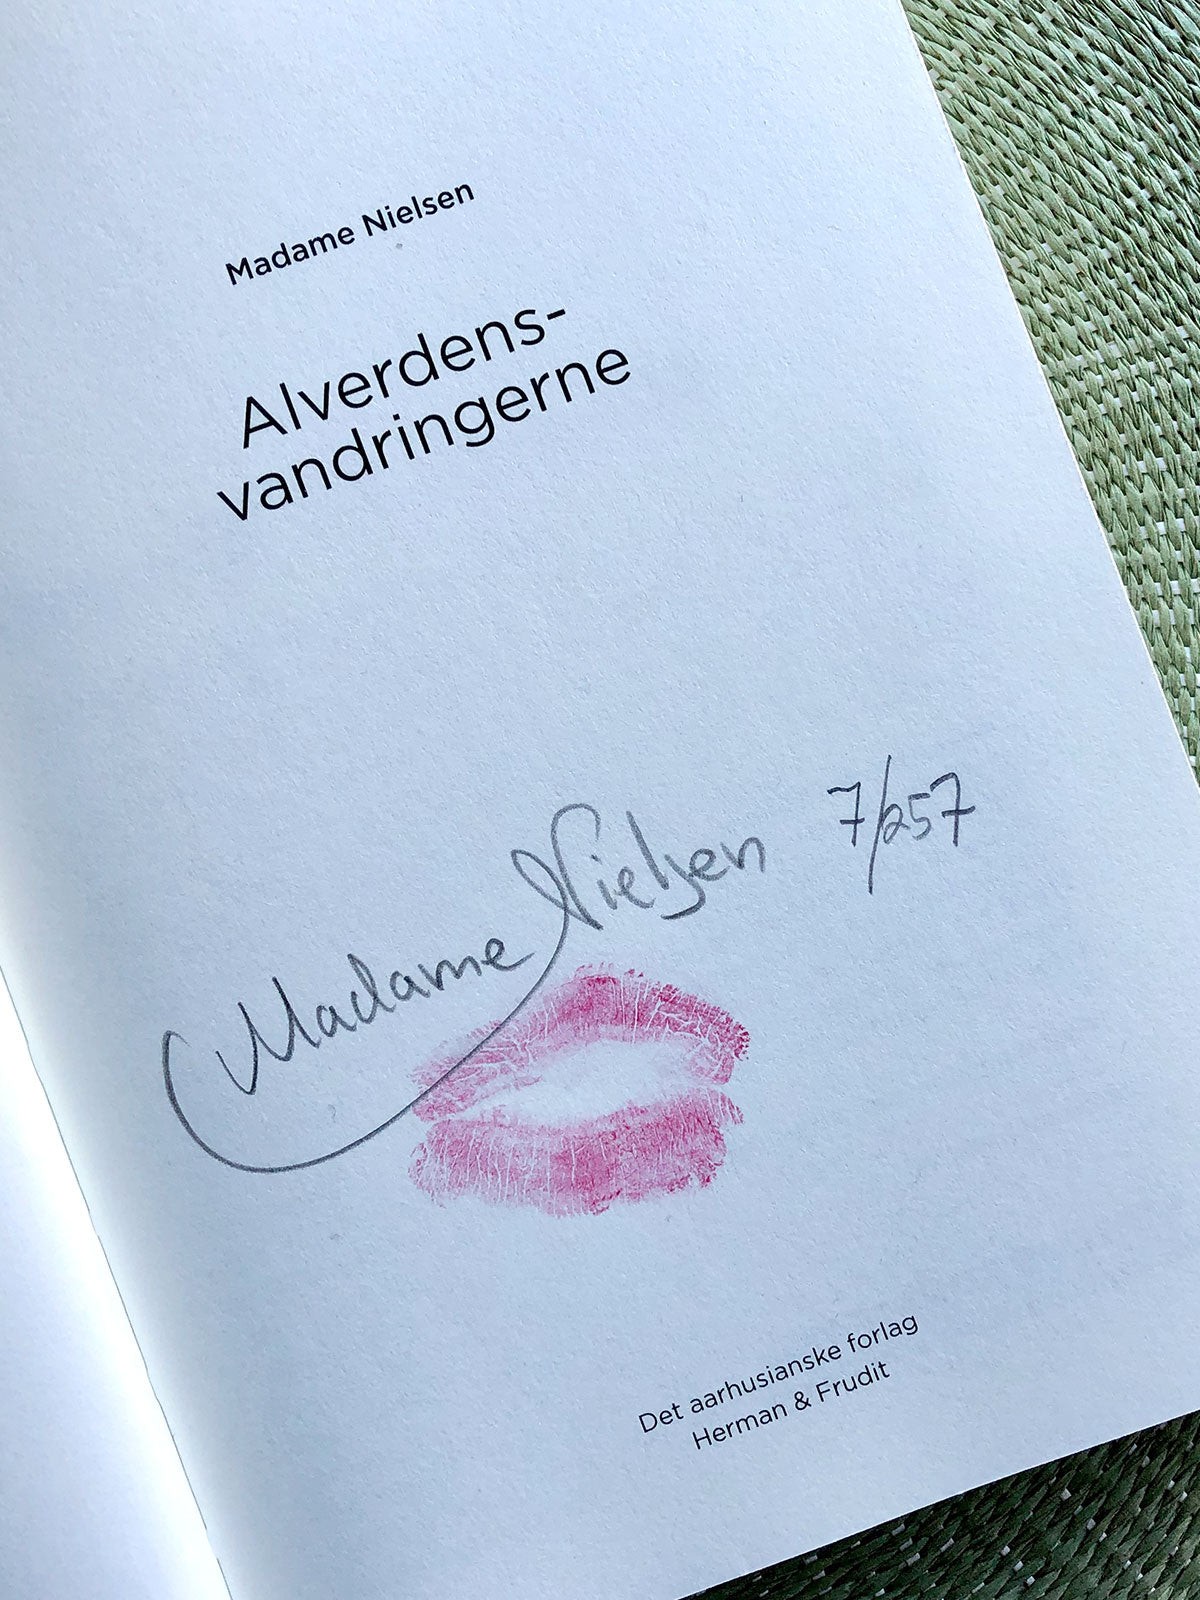 Madame Nielsen
Alverdens-
vandringerne
Madame Nielsen 7/257
Det aarhusianske forlag
Herman & Frudit